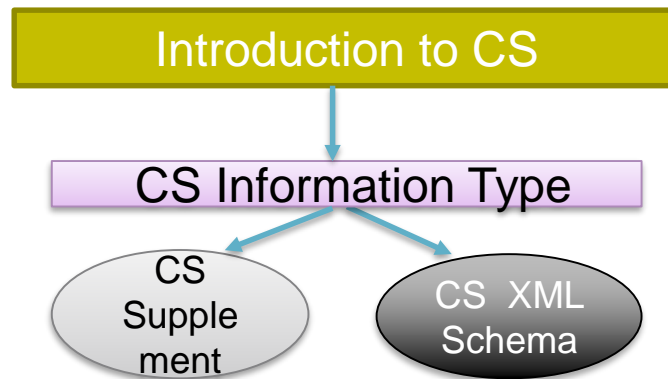 Introduction to CS
CS Information Type
CS
Supple
ment
CS XML
Schema